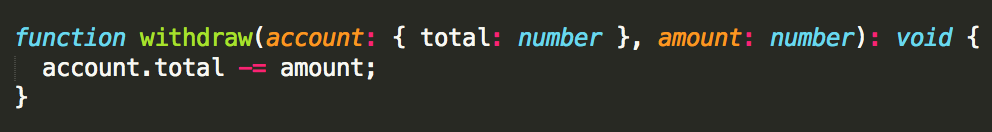 function withdraw(account: { total: number }, amount: number): void {
  account.total -= amount;
}